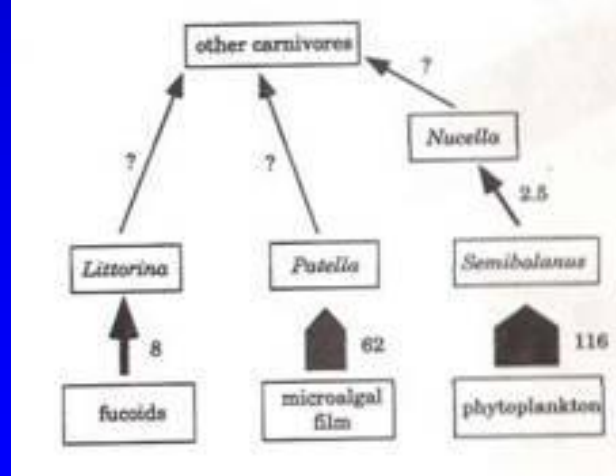 other carnivores
?
Nucella
?
?
2.5
Littorina
Patella
Semibalanus
8
62
116
fucoids
microalgal
film
phytoplankton